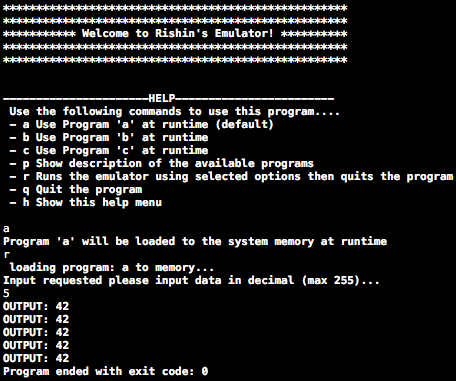 ****************************************************
****************************************************
*********** Welcome to Rishin's Emulator! **********
****************************************************
****************************************************
----------------------HELP------------------------
Use the following commands to use this program....
- a Use Program 'a' at runtime (default)
- b Use Program 'b' at runtime
- c Use Program 'c' at runtime
- p Show description of the available programs
- r Runs the emulator using selected options then quits the program
- q Quit the program
- h Show this help menu
a
Program 'a' will be loaded to the system memory at runtime
r
loading program: a to memory...
Input requested please input data in decimal (max 255)...
5
OUTPUT: 42
OUTPUT: 42
OUTPUT: 42
OUTPUT: 42
OUTPUT: 42
Program ended with exit code: 0